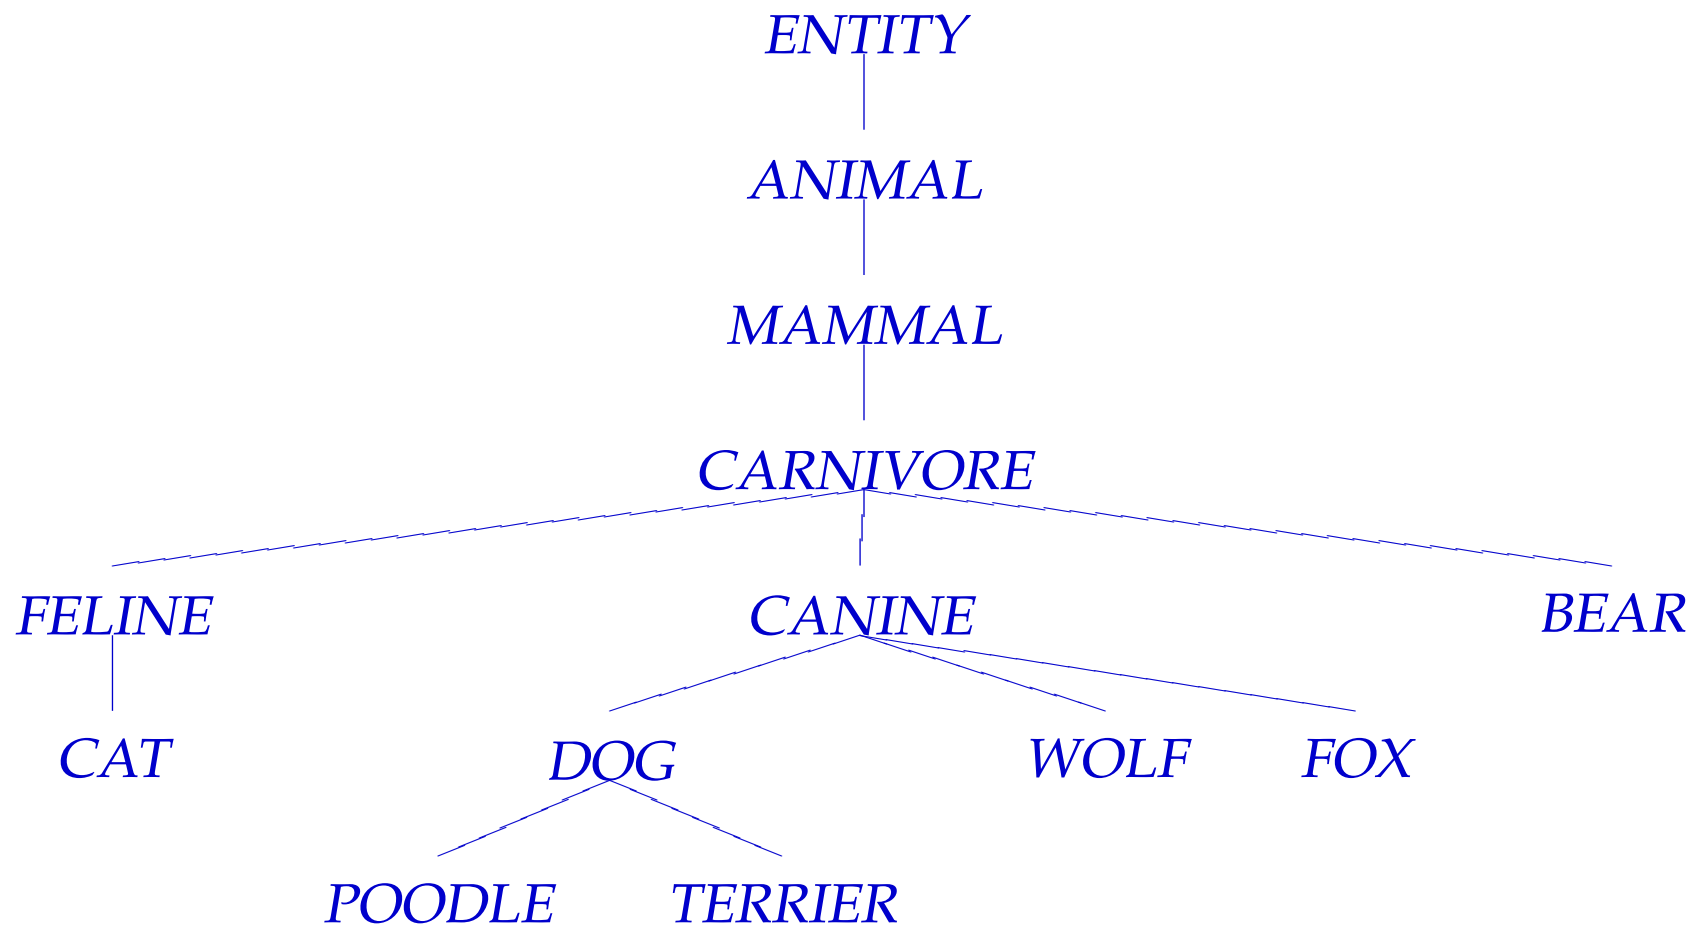 ENTITY
ANIMAL
MAMMAL
CARNIVORE
FELINE CANINE BEAR
CAT DOG WOLF FOX
POODLE TERRIER